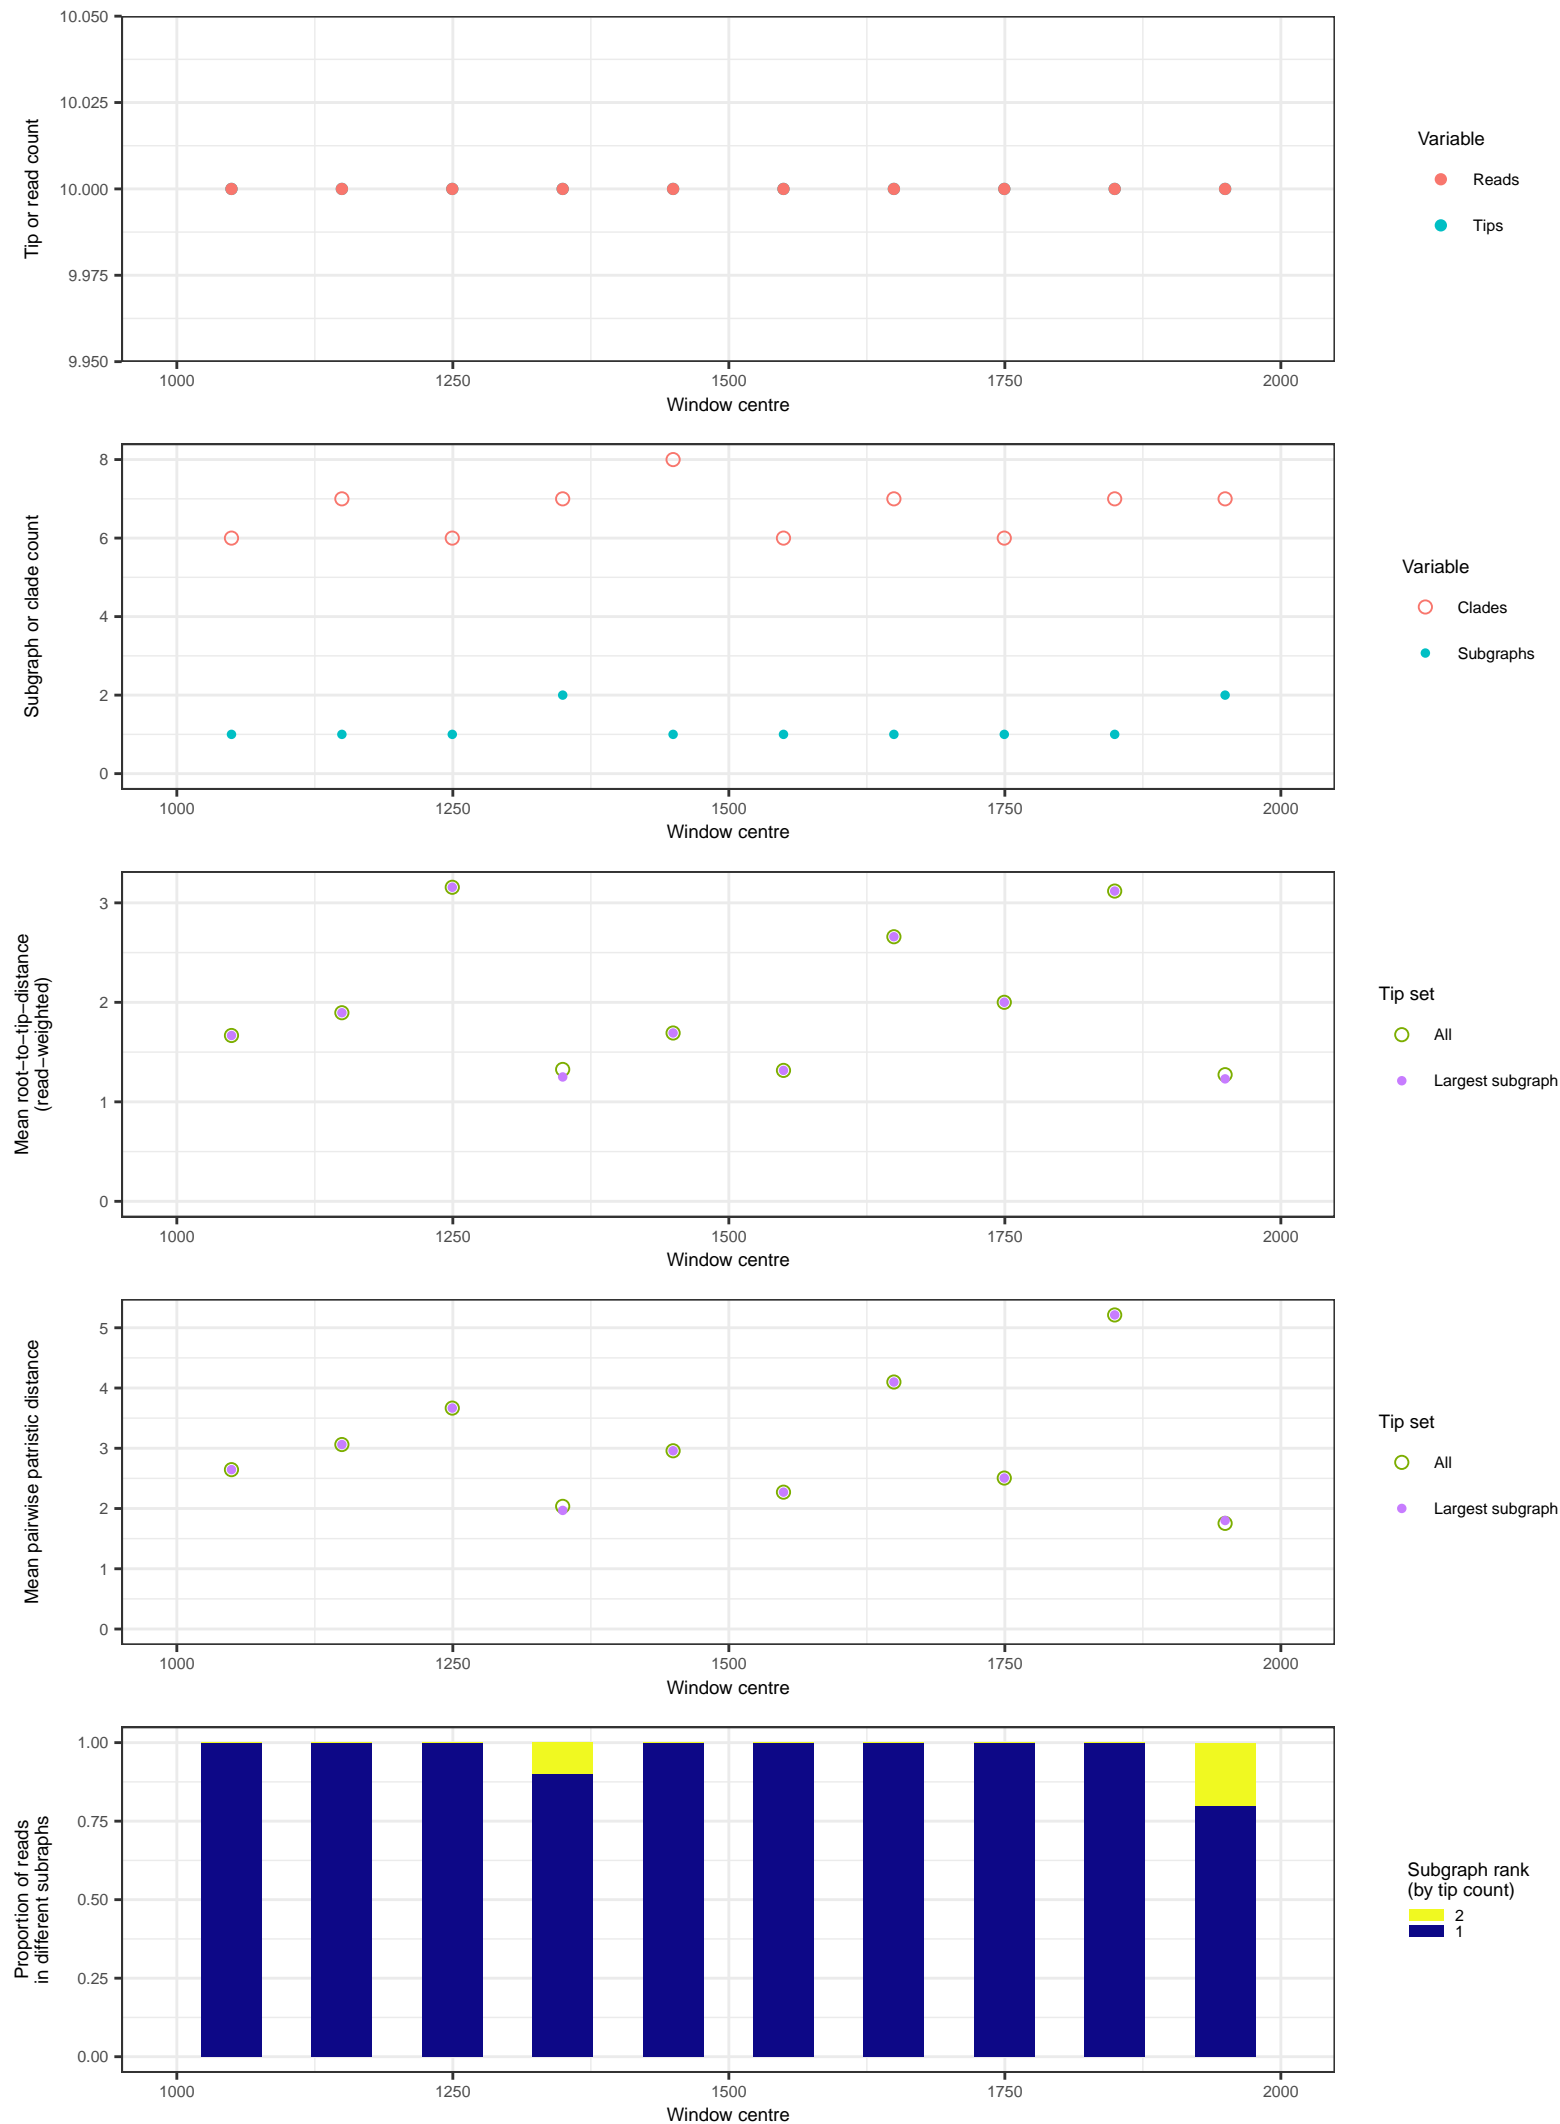 10.050
10.025
10.000
9.975
9.950
Tip or read count
1000 1250 1500 1750 2000
Window centre
Variable
Reads
Tips
8
6
4
2
0
Subgraph or clade count
1000 1250 1500 1750 2000
Window centre
Variable
Clades
Subgraphs
3
2
1
0
Mean root−to−tip−distance
(read−weighted)
1000 1250 1500 1750 2000
Window centre
Tip set
All
Largest subgraph
5
4
3
2
1
0
Mean pairwise patristic distance
1000 1250 1500 1750 2000
Window centre
Tip set
All
Largest subgraph
1.00
0.75
0.50
0.25
0.00
Proportion of reads
in different subraphs
1000 1250 1500 1750 2000
Window centre
Subgraph rank
(by tip count)
2
1